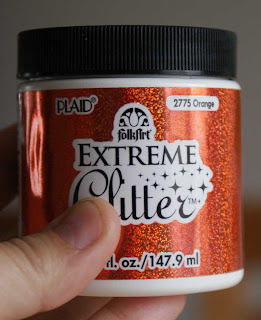 PLAID®
2775 Orange
folkArt®
EXTREME
Glitter™
fl. oz./147.9 ml